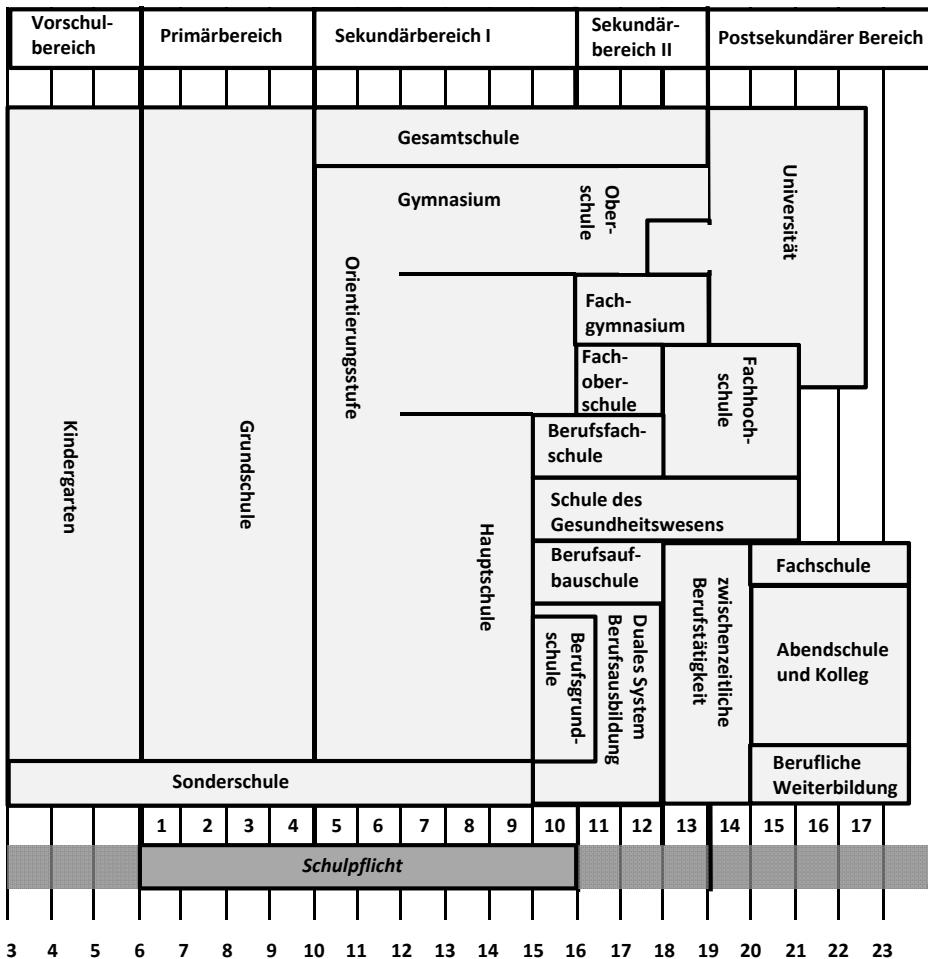 Vorschul-
bereich
Primärbereich
Sekundärbereich I
Sekundär-
bereich II
Postsekundärer Bereich
Gesamtschule
Gymnasium
Ober-
schule
Universität
Orientierungsstufe
Fach-
gymnasium
Fach-
ober-
schule
Fachhoch-
schule
Kindergarten
Grundschule
Berufsfach-
schule
Hauptschule
Schule des
Gesundheitswesens
Berufsauf-
bauschule
zwischenzeitliche
Berufstätigkeit
Fachschule
Duales System
Berufsausbildung
Berufsgrund-
schule
Abendschule
und Kolleg
Sonderschule
Berufliche
Weiterbildung
1 2 3 4 5 6 7 8 9 10 11 12 13 14 15 16 17
Schulpflicht
3 4 5 6 7 8 9 10 11 12 13 14 15 16 17 18 19 20 21 22 23